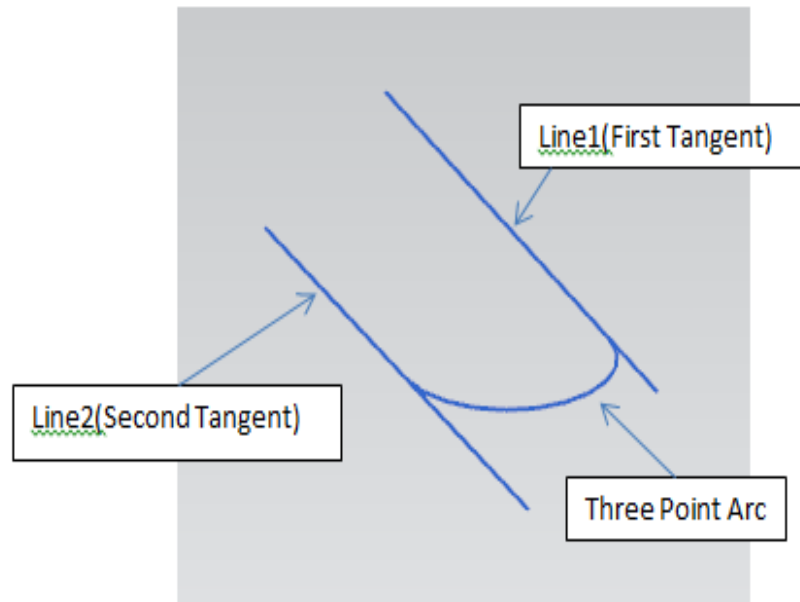 Line1(First Tangent)
Line2(Second Tangent)
Three Point Arc